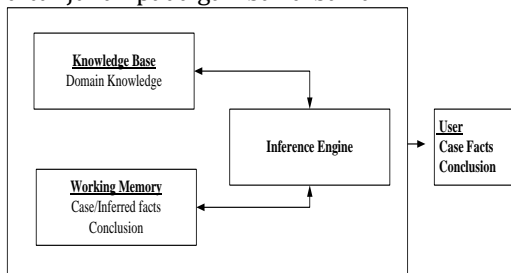 Knowledge Base
Domain Knowledge
Inference Engine
User
Case Facts
Conclusion
Working Memory
Case/Inferred facts
Conclusion